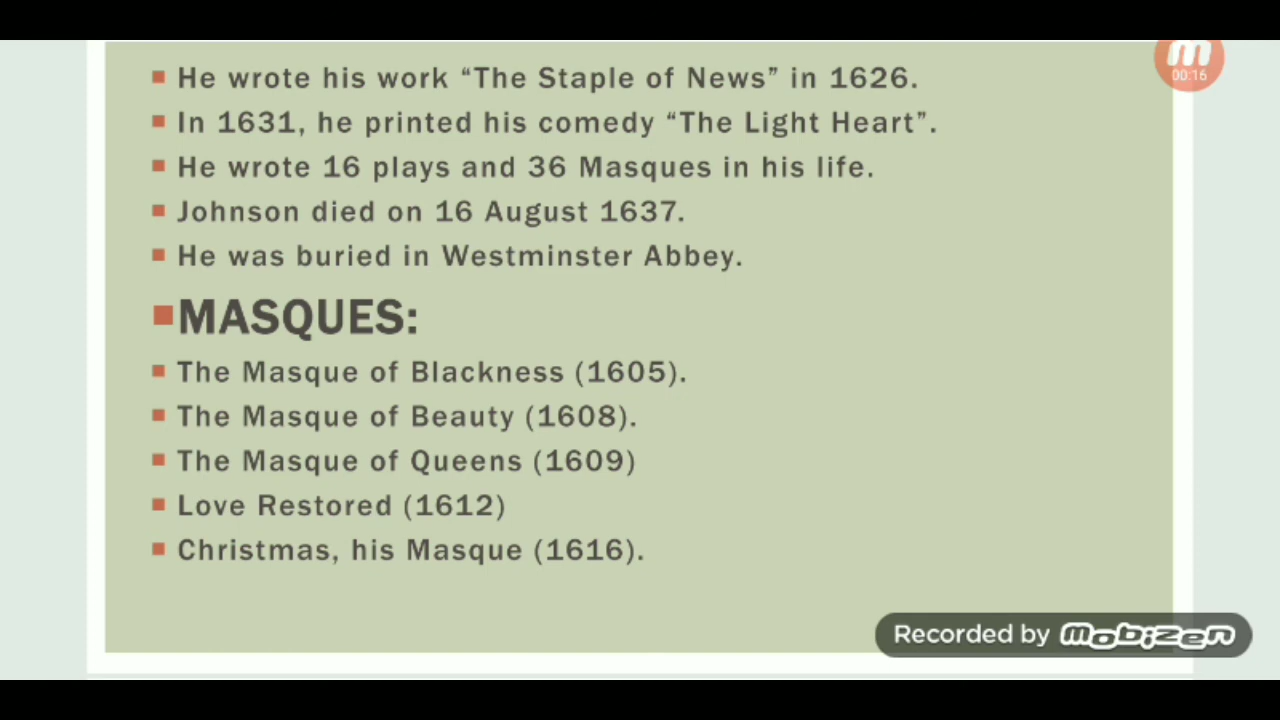 He wrote his work “The Staple of News” in 1626.
In 1631, he printed his comedy “The Light Heart”.
He wrote 16 plays and 36 Masques in his life.
Johnson died on 16 August 1637.
He was buried in Westminster Abbey.
MASQUES:
The Masque of Blackness (1605).
The Masque of Beauty (1608).
The Masque of Queens (1609)
Love Restored (1612)
Christmas, his Masque (1616).
m
00:16
Recorded by mobizen